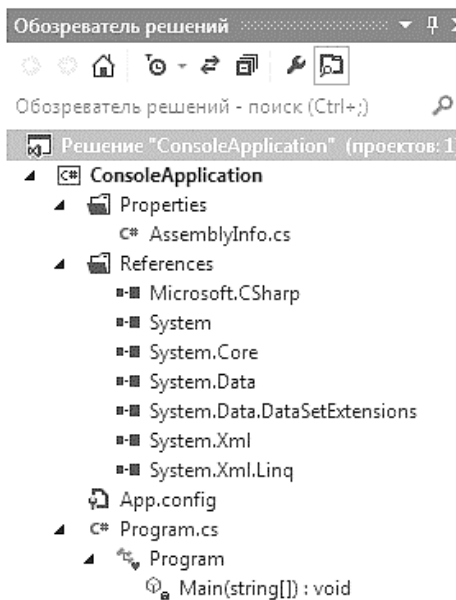 Обозреватель решений
Обозреватель решений - поиск (Ctrl+;)
Решение "ConsoleApplication" (проектов: 1)
C# ConsoleApplication
Properties
C# AssemblyInfo.cs
References
Microsoft.CSharp
System
System.Core
System.Data
System.Data.DataSetExtensions
System.Xml
System.Xml.Linq
App.config
C# Program.cs
Program
Main(string[]) : void